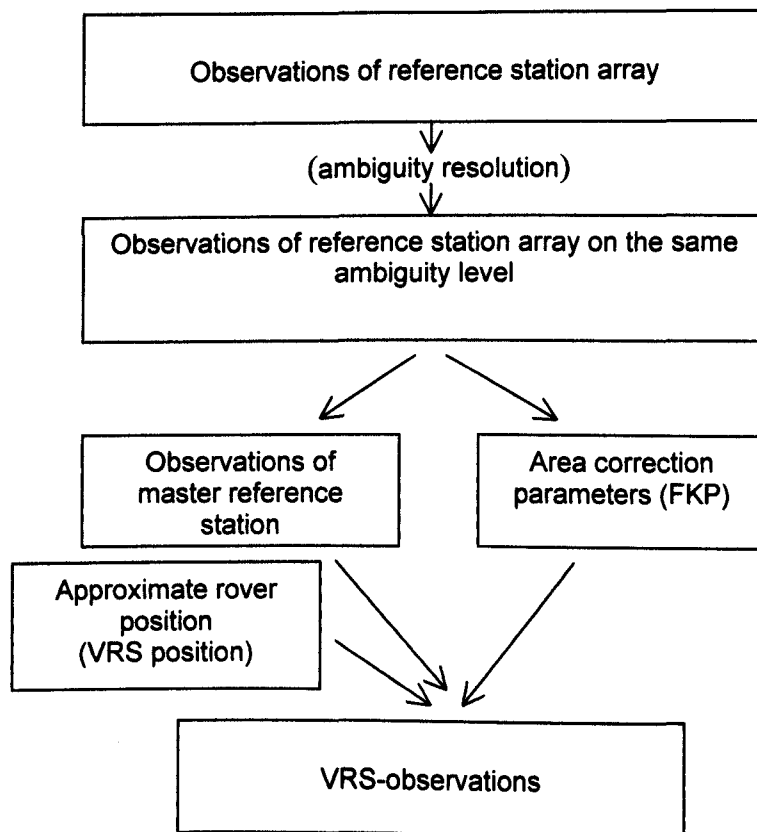 Observations of reference station array
(ambiguity resolution)
Observations of reference station array on the same
ambiguity level
Observations of
master reference
station
Area correction
parameters (FKP)
Approximate rover
position
(VRS position)
VRS-observations